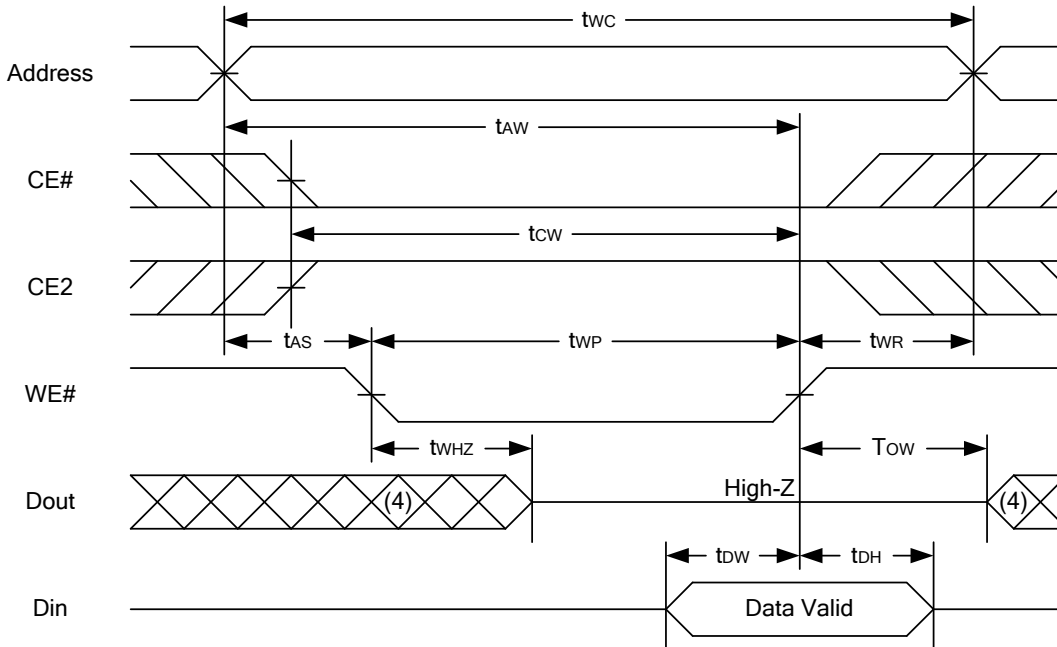 tWC
Address
tAW
CE#
tCW
CE2
tAS
tWP
tWR
WE#
tWHZ
TOW
High-Z
Dout
(4)
(4)
tDW
tDH
Din
Data Valid